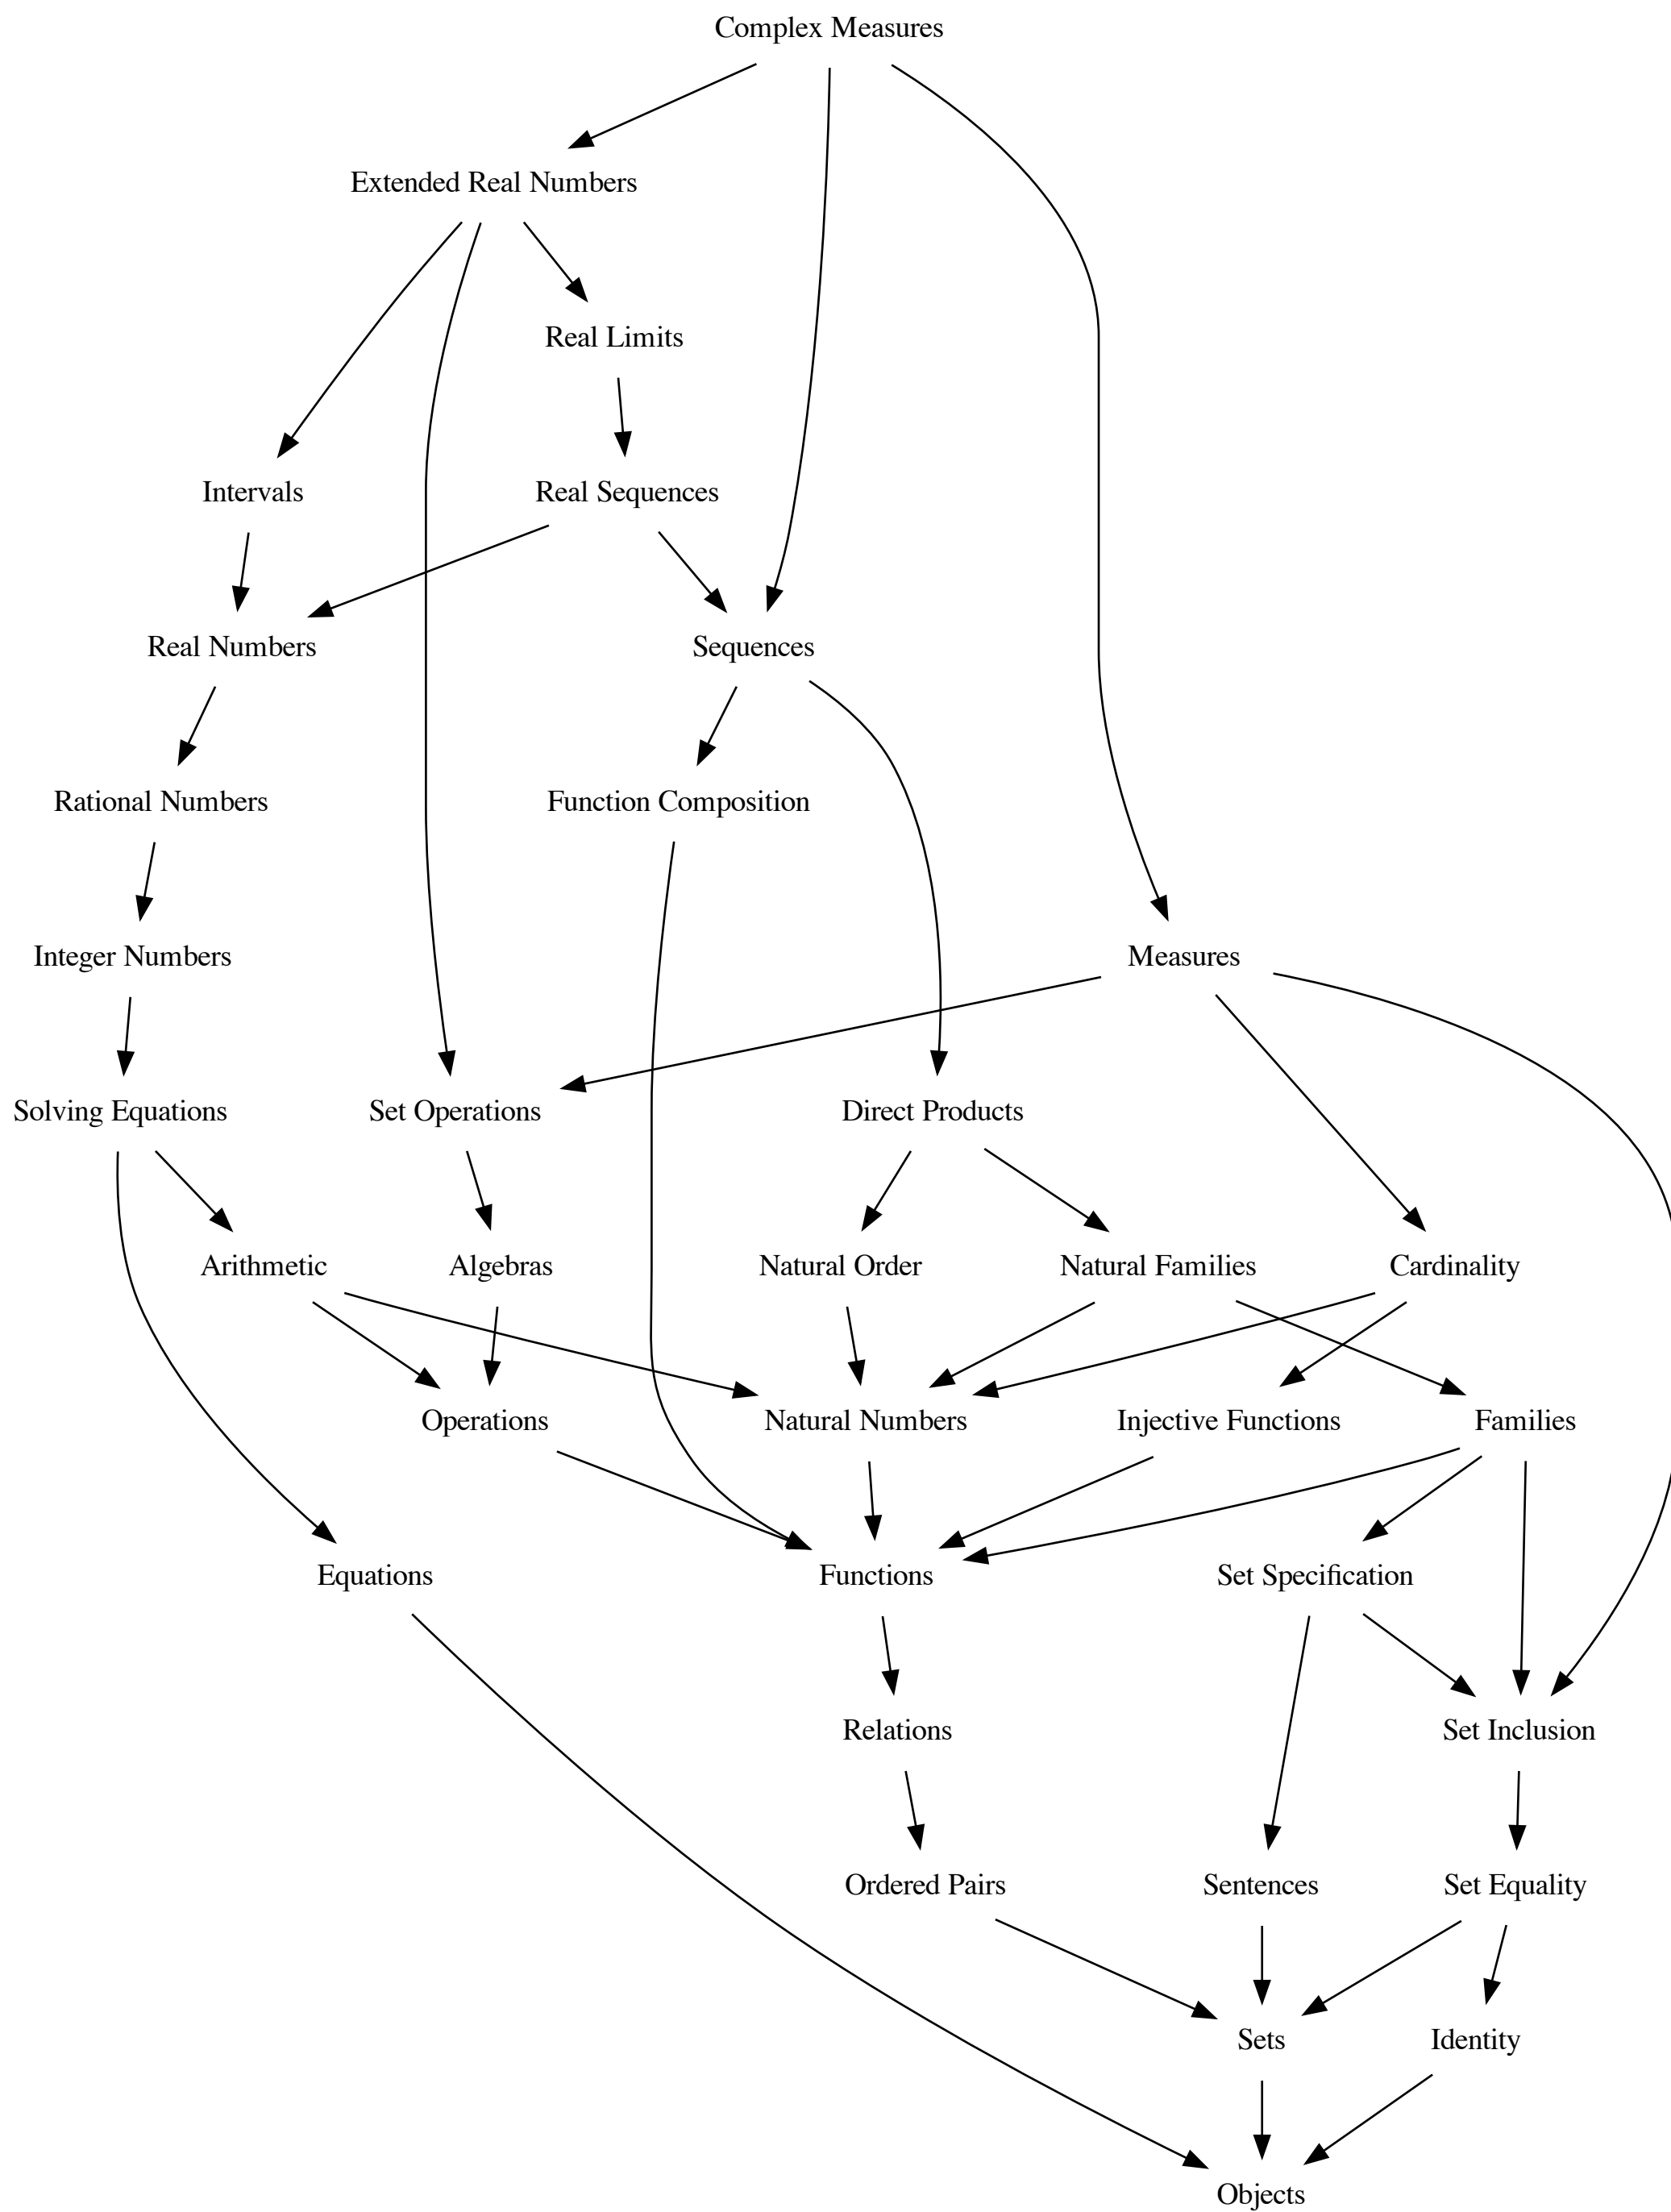 Complex Measures
Extended Real Numbers
Real Limits
Intervals
Real Sequences
Real Numbers
Sequences
Rational Numbers
Function Composition
Integer Numbers
Measures
Solving Equations
Set Operations
Direct Products
Arithmetic
Algebras
Natural Order
Natural Families
Cardinality
Operations
Natural Numbers
Injective Functions
Families
Equations
Functions
Set Specification
Relations
Set Inclusion
Ordered Pairs
Sentences
Set Equality
Sets
Identity
Objects